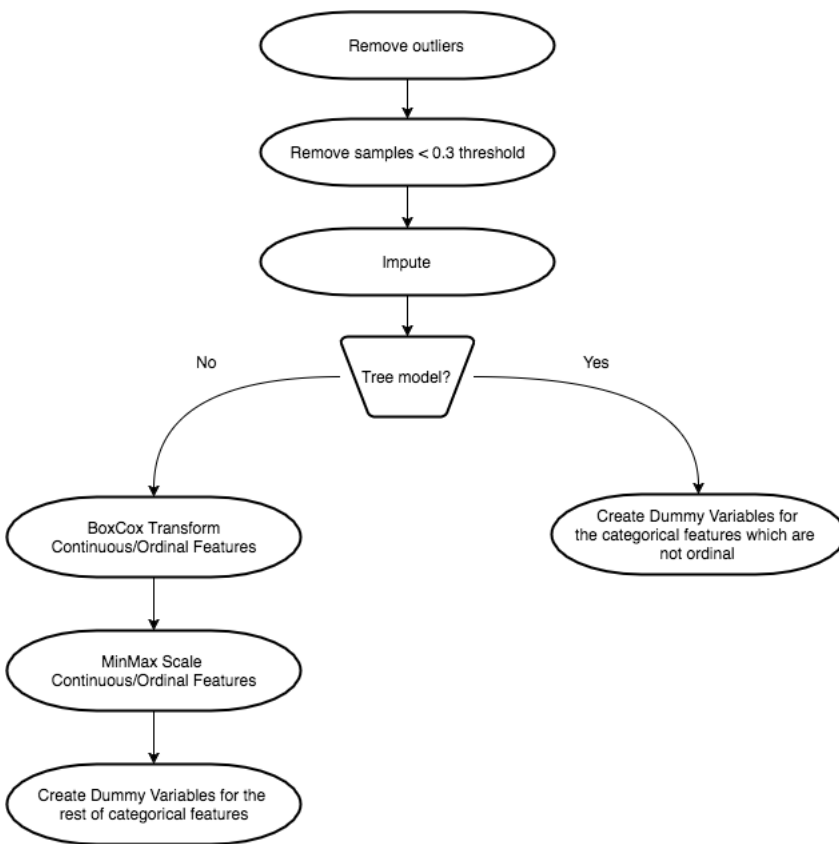 Remove outliers
Remove samples < 0.3 threshold
Impute
Tree model?
No
Yes
BoxCox Transform
Continuous/Ordinal Features
Create Dummy Variables for
the categorical features which are
not ordinal
MinMax Scale
Continuous/Ordinal Features
Create Dummy Variables for the
rest of categorical features